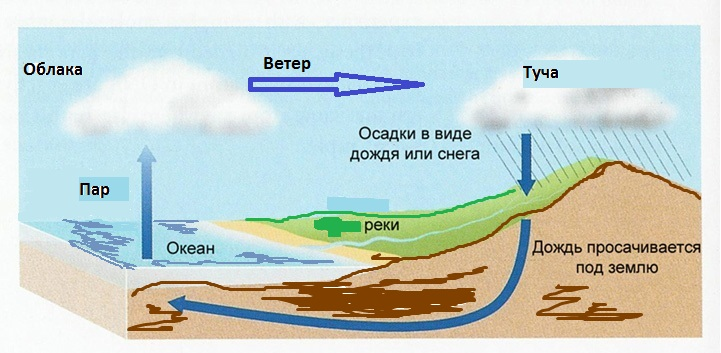 Облака
Ветер
Туча
Осадки в виде
дождя или снега
Пар
реки
Океан
Дождь просачивается
под землю